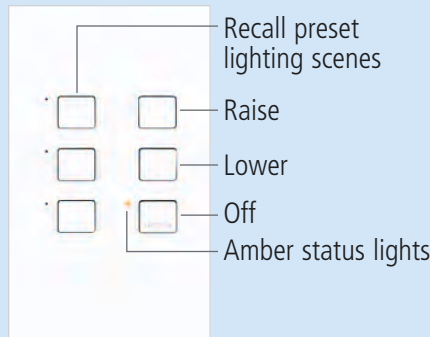 Recall preset
lighting scenes
Raise
Lower
Off
Amber status lights